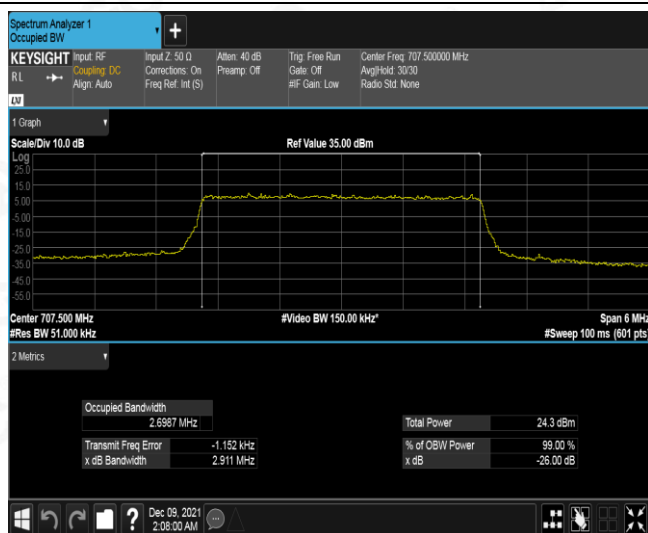 Spectrum Analyzer 1
Occupied BW
+
KEYSIGHT
R L
LXI
Input: RF
Coupling: DC
Align: Auto
Input Z: 50 Ω
Corrections: On
Freq Ref: Int (S)
Atten: 40 dB
Preamp: Off
Trig: Free Run
Gate: Off
#IF Gain: Low
Center Freq: 707.500000 MHz
Avg|Hold: 30/30
Radio Std: None
1 Graph
Scale/Div 10.0 dB
Ref Value 35.00 dBm
Log
25.0
15.0
5.00
-5.00
-15.0
-25.0
-35.0
-45.0
-55.0
Center 707.500 MHz
#Video BW 150.00 kHz*
Span 6 MHz
#Res BW 51.000 kHz
#Sweep 100 ms (601 pts)
2 Metrics
Occupied Bandwidth
2.6987 MHz
Total Power 24.3 dBm
Transmit Freq Error -1.152 kHz
% of OBW Power 99.00 %
x dB Bandwidth 2.911 MHz
x dB -26.00 dB
?
Dec 09, 2021
2:08:00 AM